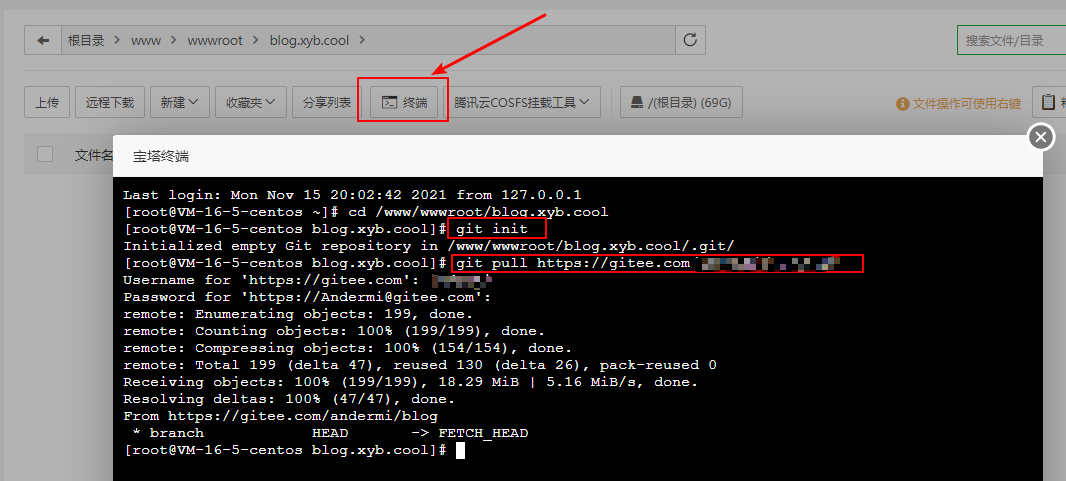 根目录 > www > wwwroot > blog.xyb.cool >
搜索文件/目录
上传 远程下载 新建 收藏夹 分享列表 终端 腾讯云COSFS挂载工具 /(根目录) (69G) 文件操作可使用右键
文件名
宝塔终端
Last login: Mon Nov 15 20:02:42 2021 from 127.0.0.1
[root@VM-16-5-centos ~]# cd /www/wwwroot/blog.xyb.cool
[root@VM-16-5-centos blog.xyb.cool]# git init
Initialized empty Git repository in /www/wwwroot/blog.xyb.cool/.git/
[root@VM-16-5-centos blog.xyb.cool]# git pull https://gitee.com
Username for 'https://gitee.com':
Password for 'https://Andermi@gitee.com':
remote: Enumerating objects: 199, done.
remote: Counting objects: 100% (199/199), done.
remote: Compressing objects: 100% (154/154), done.
remote: Total 199 (delta 47), reused 130 (delta 26), pack-reused 0
Receiving objects: 100% (199/199), 18.29 MiB | 5.16 MiB/s, done.
Resolving deltas: 100% (47/47), done.
From https://gitee.com/andermi/blog
 * branch            HEAD       -> FETCH_HEAD
[root@VM-16-5-centos blog.xyb.cool]#